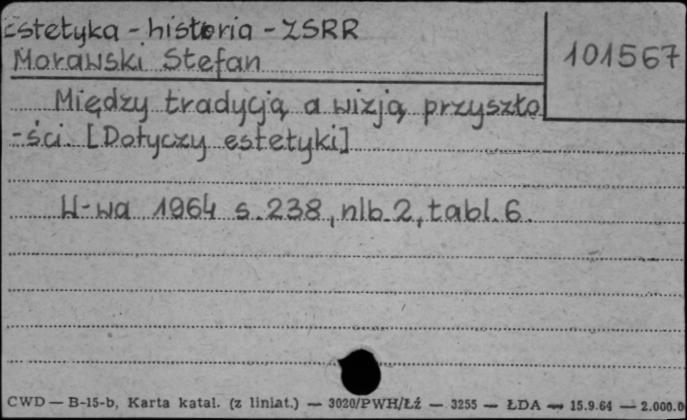 Estetyka - historia - ZSRR
Morawski Stefan
101567
Między tradycją a wizją przyszło
-ści. [Dotyczy estetyki]
W-wa 1964 s. 238, nlb. 2, tabl. 6.
CWD — B-15-b, Karta katal. (z liniat.) — 3020/PWH/Łź — 3255 — ŁDA — 15.9.64 — 2.000.0